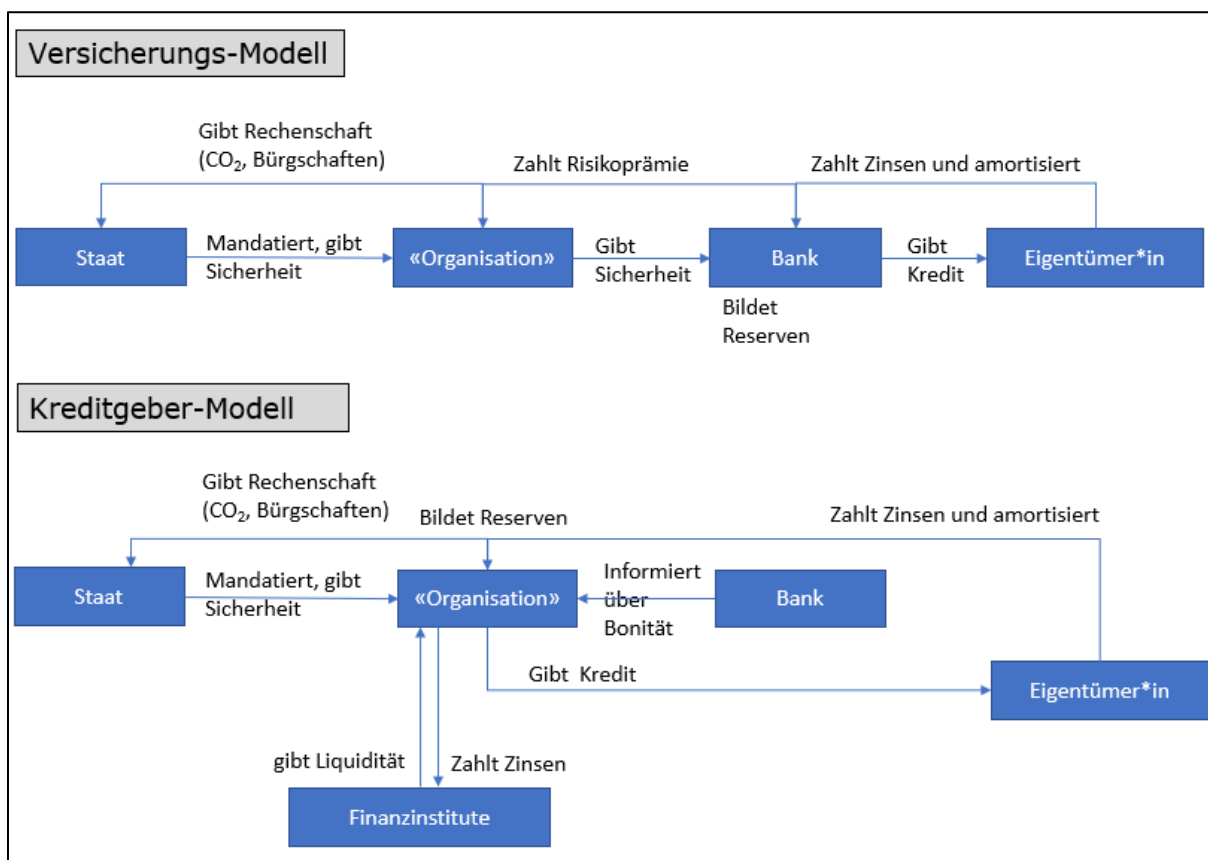 Versicherungs-Modell
Gibt Rechenschaft
(CO₂, Bürgschaften)
Zahlt Risikoprämie
Zahlt Zinsen und amortisiert
Staat
Mandatiert, gibt
Sicherheit
«Organisation»
Gibt
Sicherheit
Bank
Gibt
Kredit
Eigentümer*in
Bildet
Reserven
Kreditgeber-Modell
Gibt Rechenschaft
(CO₂, Bürgschaften)
Bildet Reserven
Zahlt Zinsen und amortisiert
Staat
Mandatiert, gibt
Sicherheit
«Organisation»
Informiert
über
Bonität
Bank
Gibt Kredit
Eigentümer*in
gibt Liquidität
Zahlt Zinsen
Finanzinstitute